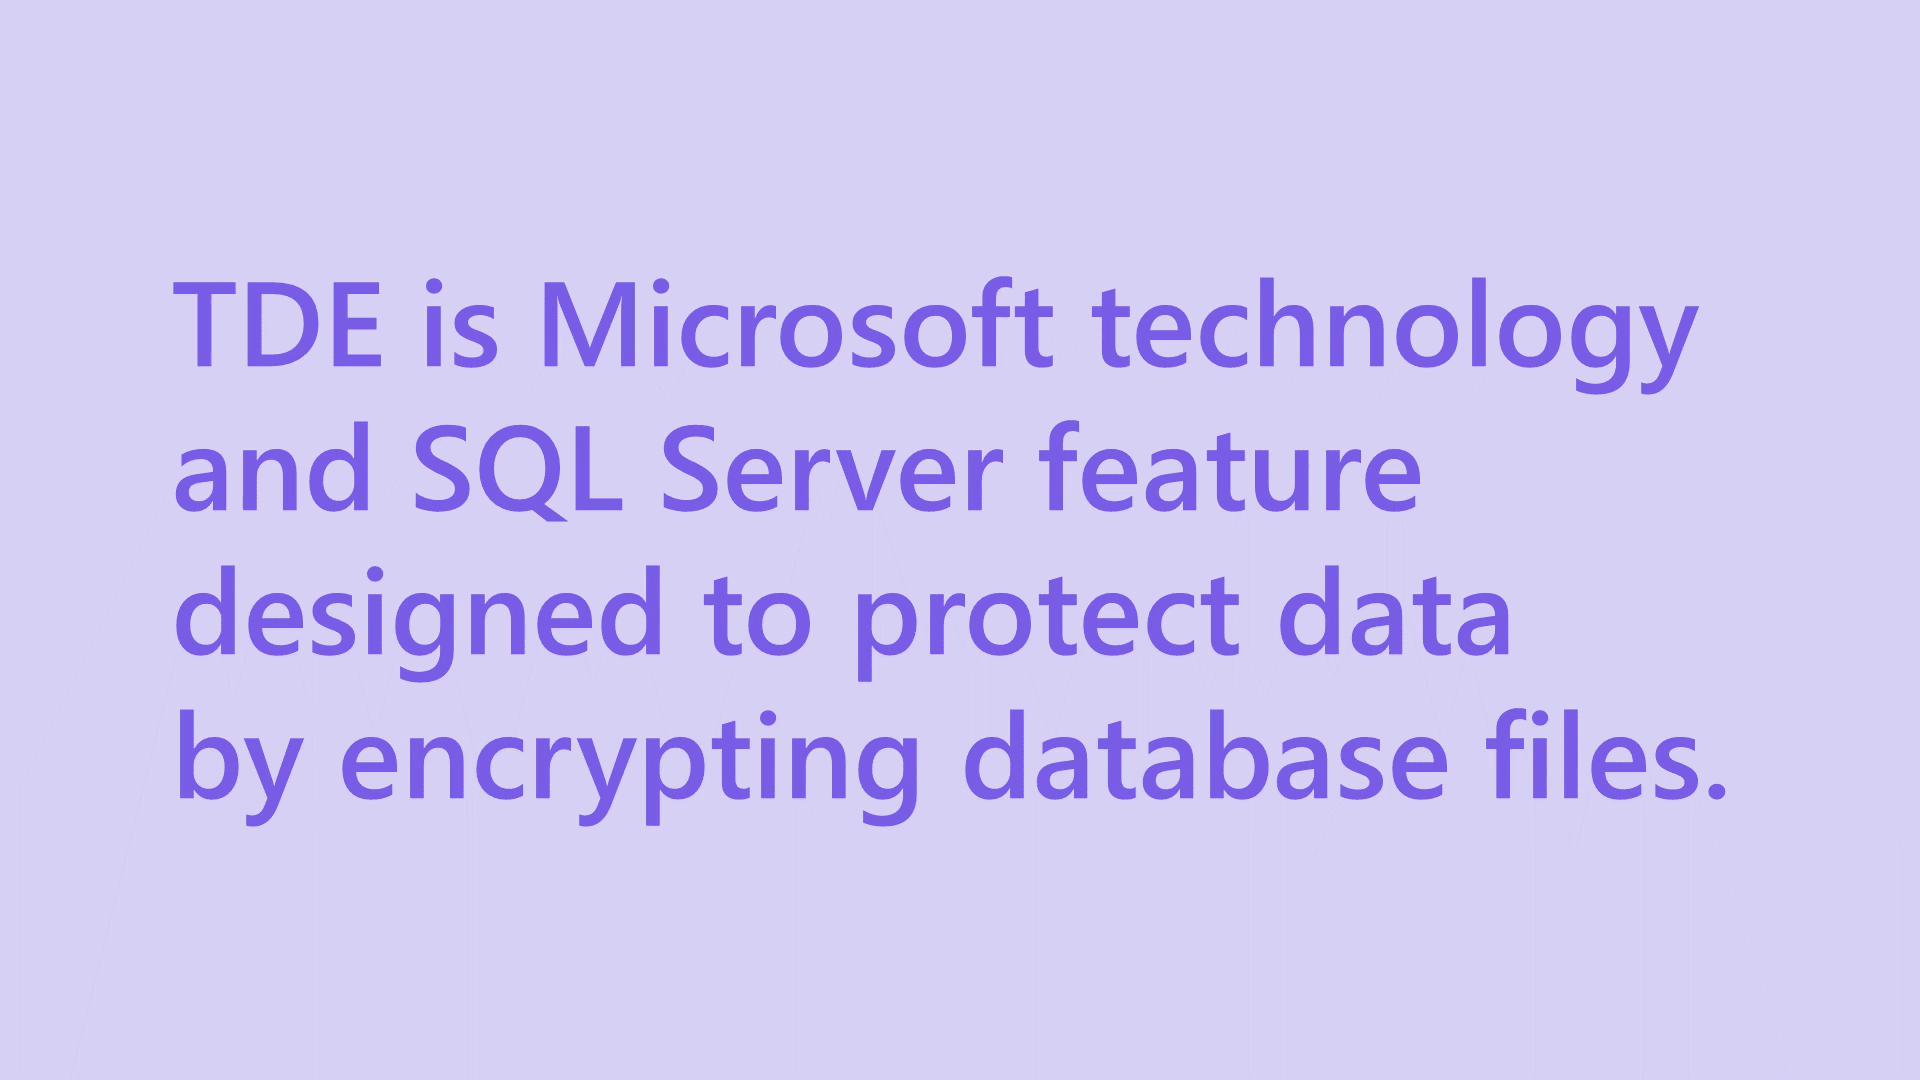 TDE is Microsoft technology
and SQL Server feature
designed to protect data
by encrypting database files.